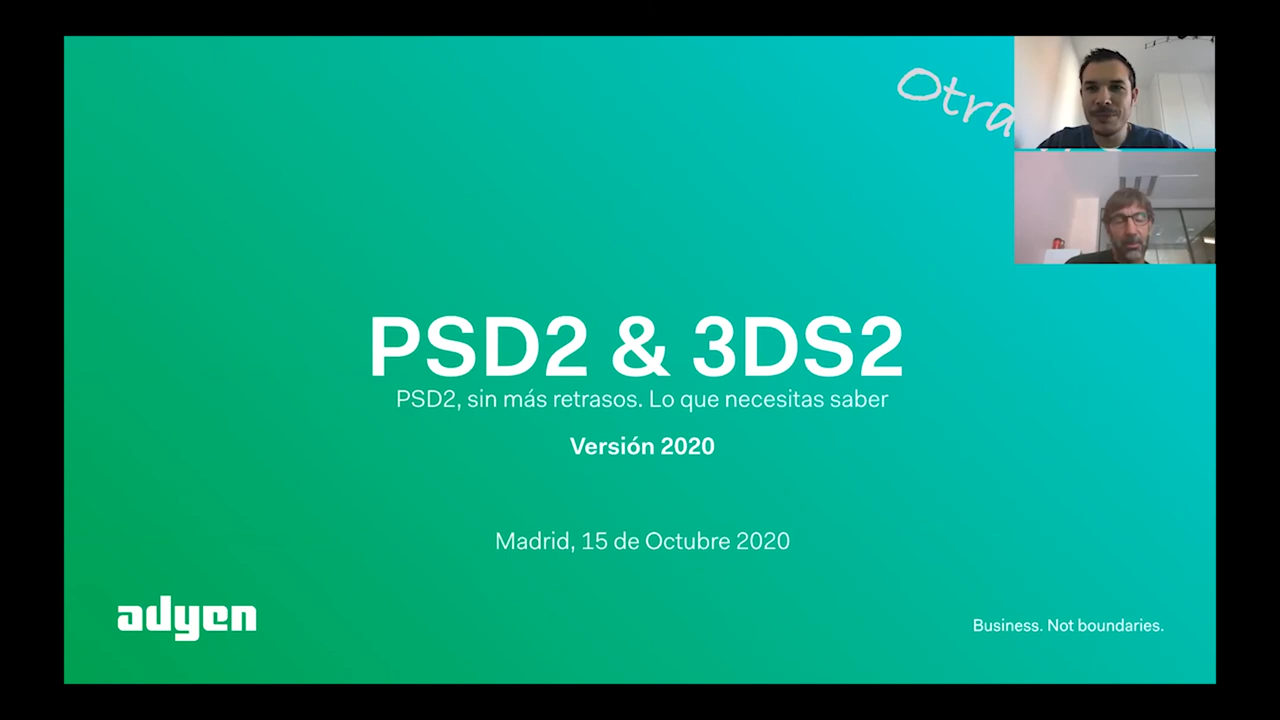 Otra
PSD2 & 3DS2
PSD2, sin más retrasos. Lo que necesitas saber
Versión 2020
Madrid, 15 de Octubre 2020
adyen
Business. Not boundaries.